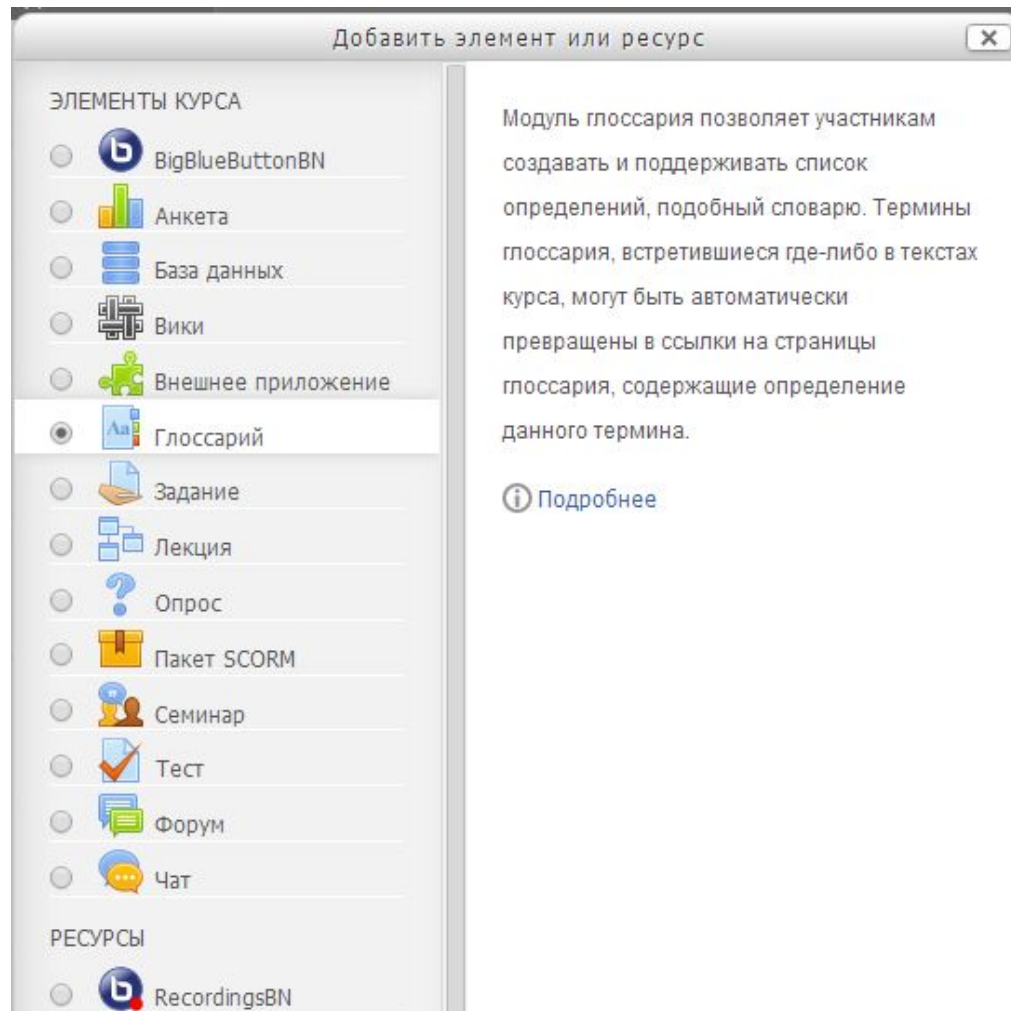 Добавить элемент или ресурс
ЭЛЕМЕНТЫ КУРСА
BigBlueButtonBN
Анкета
База данных
Вики
Внешнее приложение
Глоссарий
Задание
Лекция
Опрос
Пакет SCORM
Семинар
Тест
Форум
Чат
РЕСУРСЫ
RecordingsBN
Модуль глоссария позволяет участникам
создавать и поддерживать список
определений, подобный словарю. Термины
глоссария, встретившиеся где-либо в текстах
курса, могут быть автоматически
превращены в ссылки на страницы
глоссария, содержащие определение
данного термина.
Подробнее